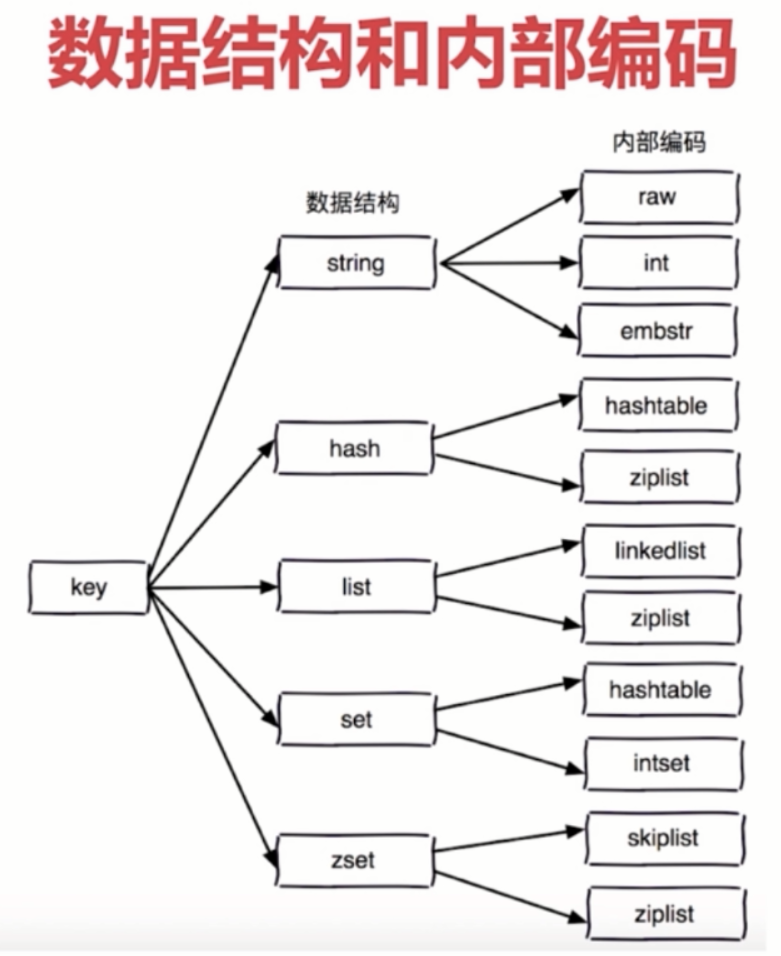 数据结构和内部编码
内部编码
数据结构
raw
string
int
embstr
hashtable
hash
ziplist
linkedlist
key
list
ziplist
set
hashtable
intset
zset
skiplist
ziplist